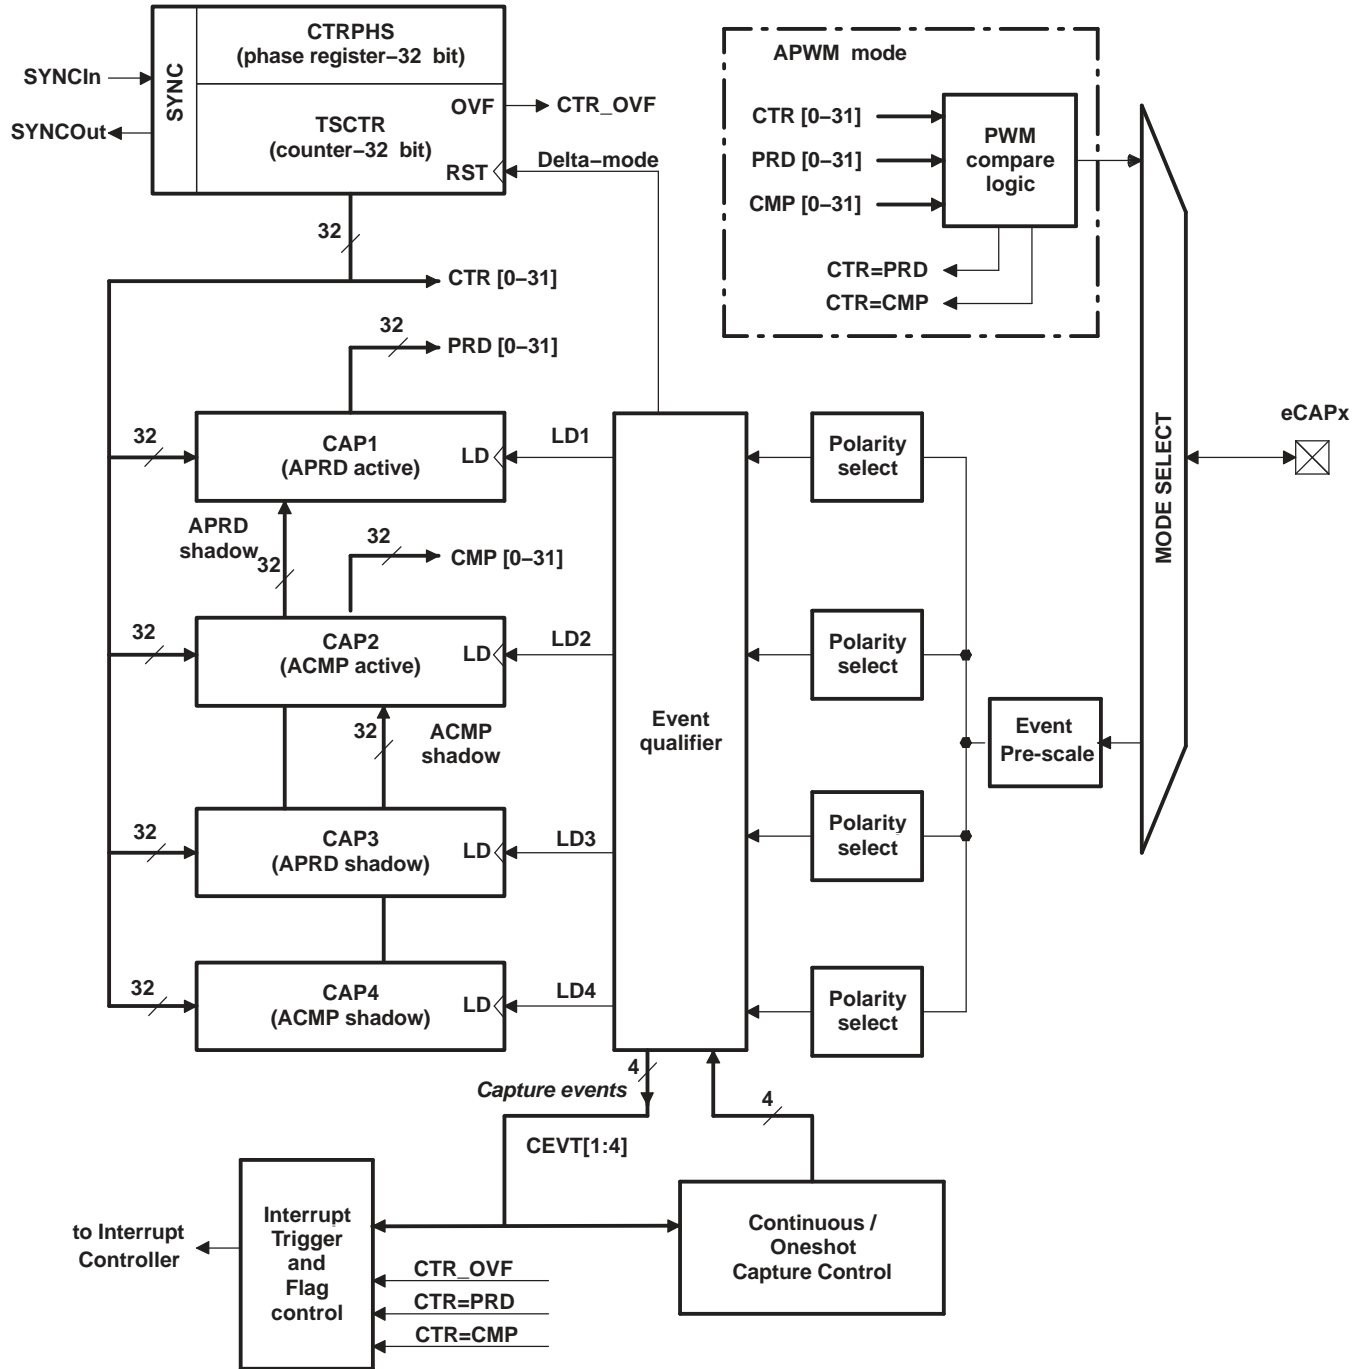 CTRPHS
(phase register−32 bit)
APWM mode
SYNCIn
SYNC
OVF
CTR_OVF
SYNCOut
TSCTR
(counter−32 bit)
RST
Delta−mode
CTR [0−31]
PRD [0−31]
CMP [0−31]
PWM
compare
logic
CTR=PRD
CTR=CMP
32
CTR [0−31]
32
PRD [0−31]
32
CAP1
(APRD active)
LD
LD1
Polarity
select
MODE SELECT
eCAPx
APRD
shadow
32
32
CMP [0−31]
32
CAP2
(ACMP active)
LD
LD2
Polarity
select
32
ACMP
shadow
Event
qualifier
Event
Pre-scale
32
CAP3
(APRD shadow)
LD
LD3
Polarity
select
32
CAP4
(ACMP shadow)
LD
LD4
Polarity
select
4
Capture events
4
CEVT[1:4]
to Interrupt
Controller
Interrupt
Trigger
and
Flag
control
CTR_OVF
CTR=PRD
CTR=CMP
Continuous /
Oneshot
Capture Control